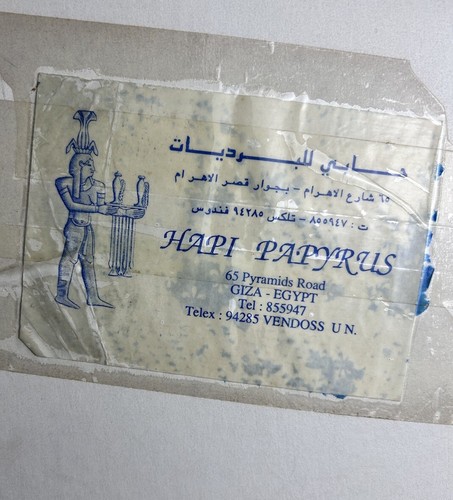 حابي للبرديات
٦٥ شارع الاهرام - بجوار قصر الاهرام
ت : ٨٥٥٩٤٧ - تلكس ٩٤٢٨٥ فندرس
HAPI PAPYRUS
65 Pyramids Road
GIZA - EGYPT
Tel : 855947
Telex : 94285 VENDOSS U N.